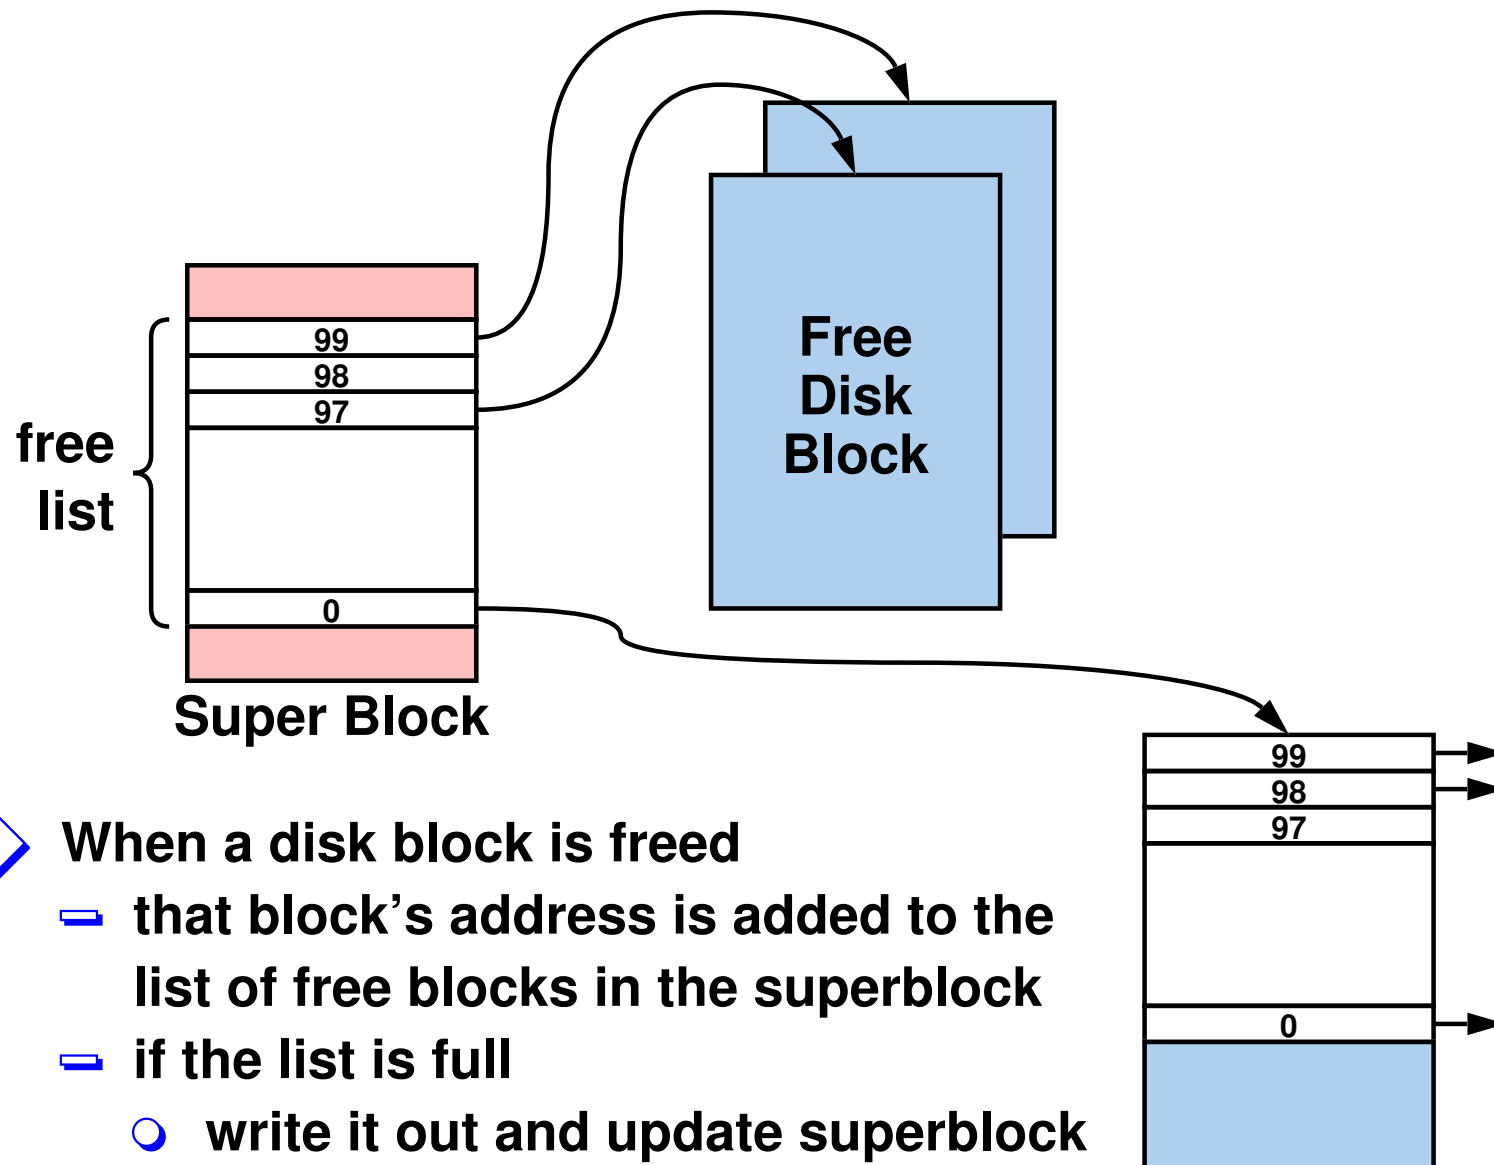 99
98
97
0
free
list
Super Block
Free
Disk
Block
99
98
97
0
When a disk block is freed
that block’s address is added to the
list of free blocks in the superblock
if the list is full
write it out and update superblock